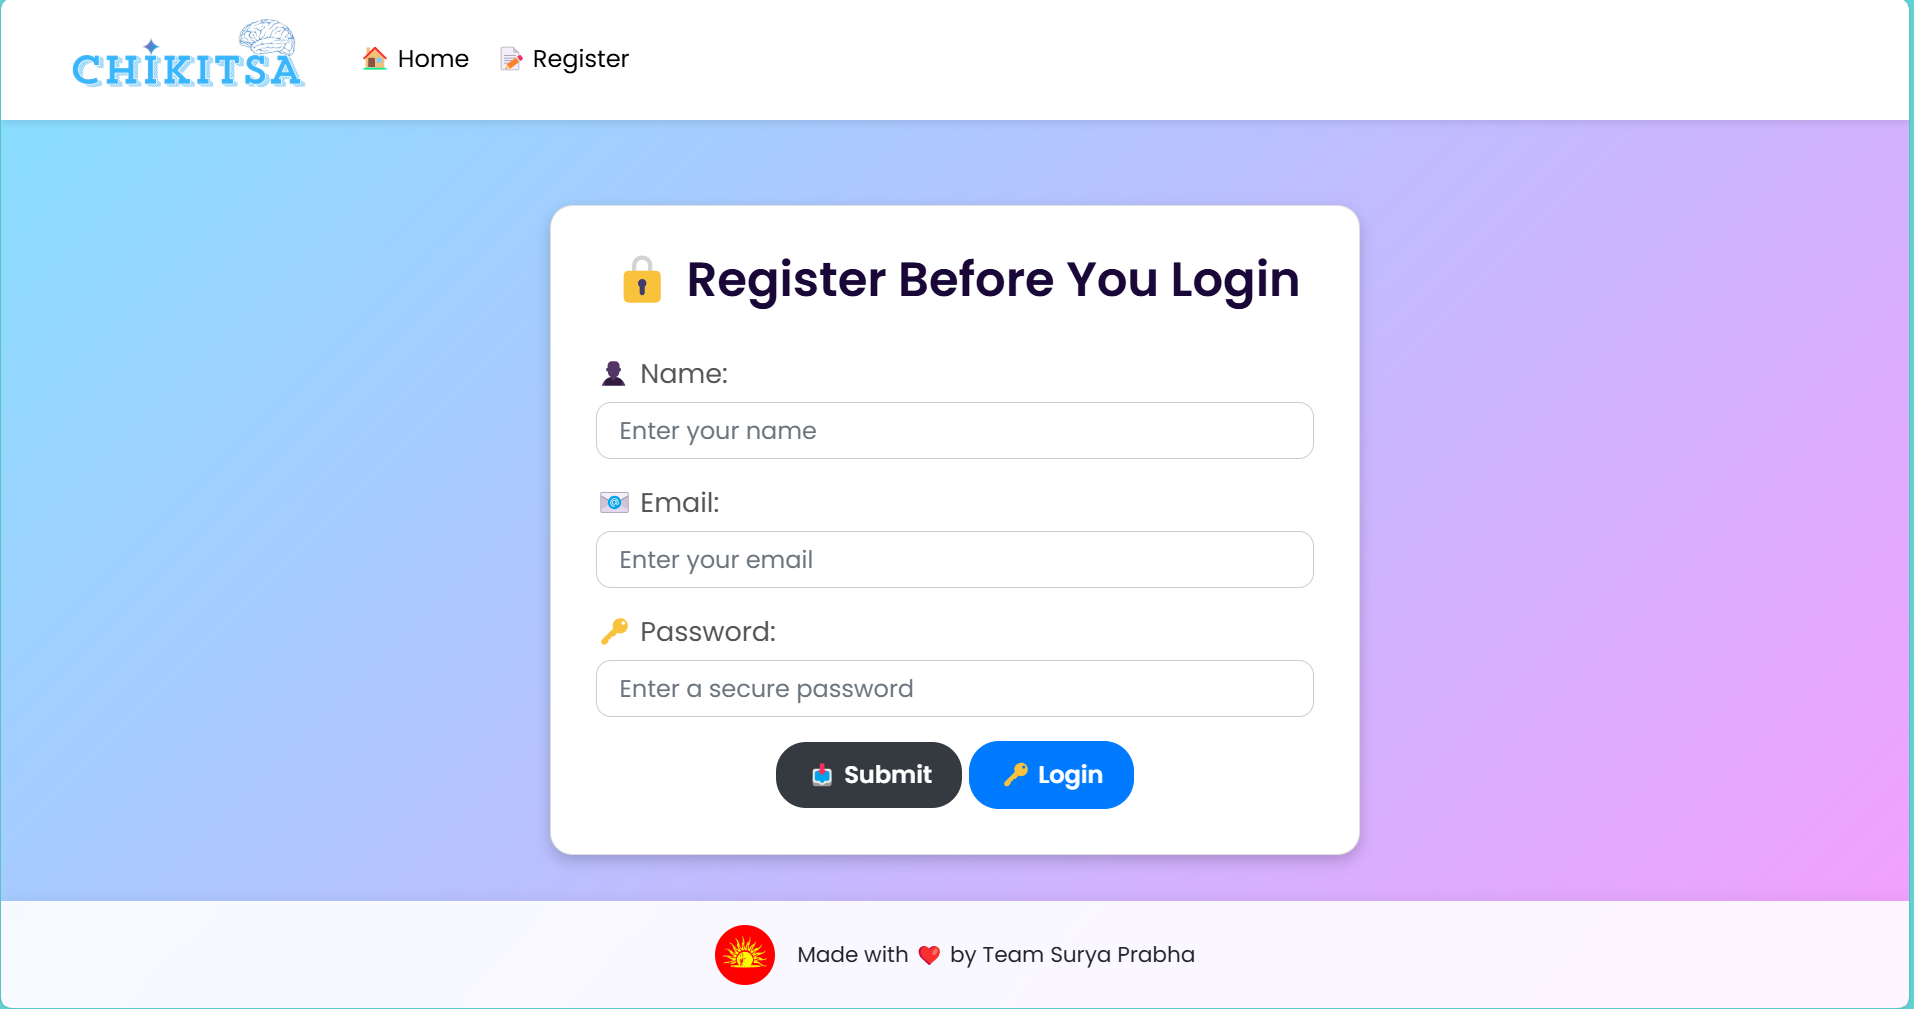 CHIKITSA
Home
Register
Register Before You Login
Name:
Enter your name
Email:
Enter your email
Password:
Enter a secure password
Submit
Login
Made with ❤️ by Team Surya Prabha